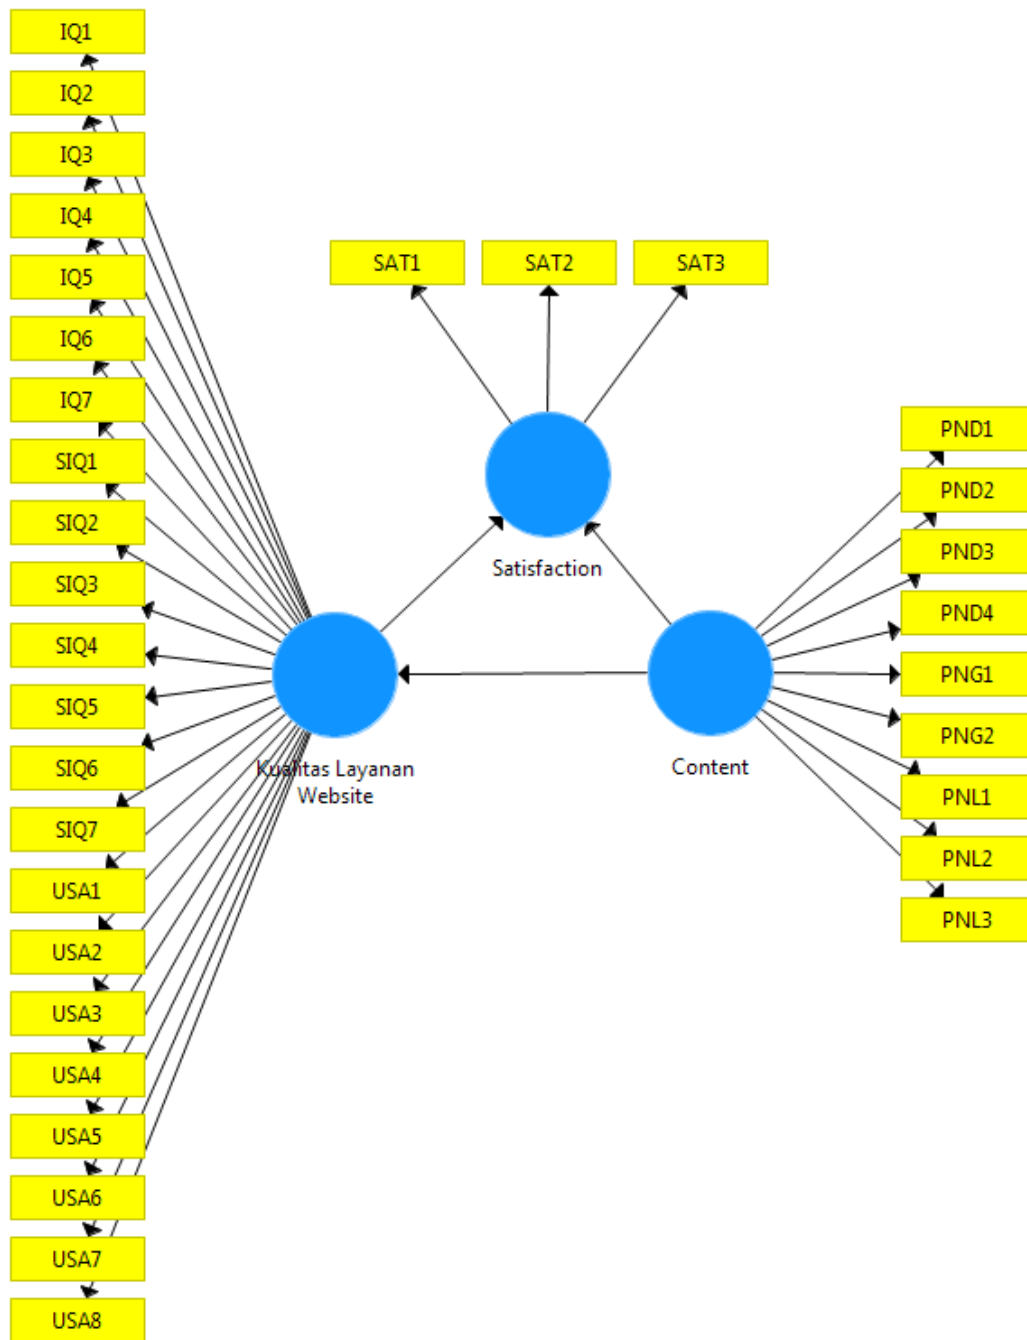 IQ1
IQ2
IQ3
IQ4
IQ5
IQ6
IQ7
SIQ1
SIQ2
SIQ3
SIQ4
SIQ5
SIQ6
SIQ7
USA1
USA2
USA3
USA4
USA5
USA6
USA7
USA8
SAT1
SAT2
SAT3
Satisfaction
Kualitas Layanan
Website
Content
PND1
PND2
PND3
PND4
PNG1
PNG2
PNL1
PNL2
PNL3